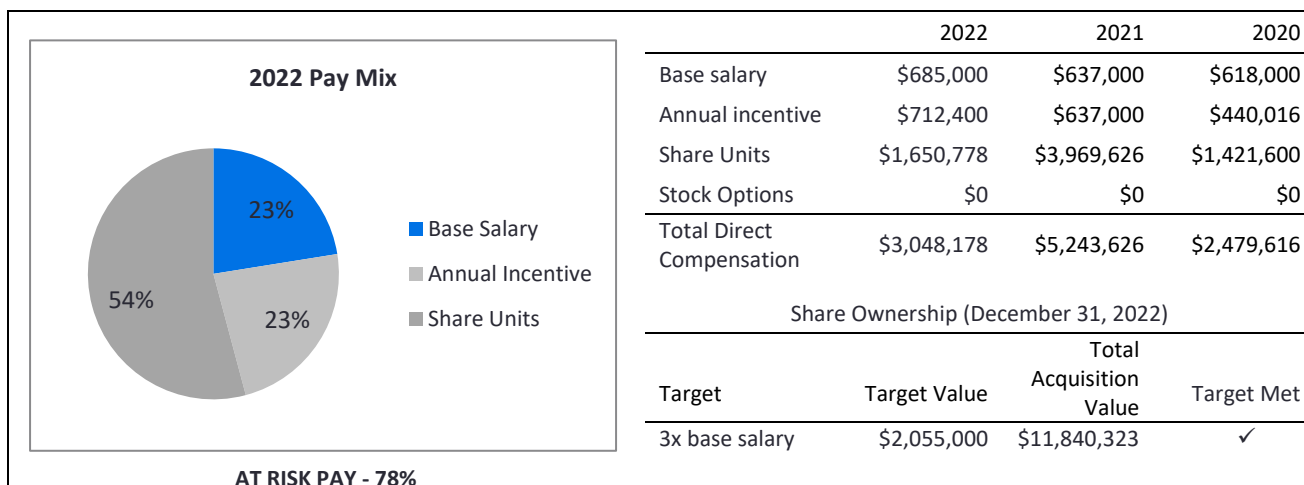 2022 Pay Mix
23%
23%
54%
Base Salary
Annual Incentive
Share Units
AT RISK PAY - 78%
2022 2021 2020
Base salary $685,000 $637,000 $618,000
Annual incentive $712,400 $637,000 $440,016
Share Units $1,650,778 $3,969,626 $1,421,600
Stock Options $0 $0 $0
Total Direct
Compensation $3,048,178 $5,243,626 $2,479,616
Share Ownership (December 31, 2022)
Total
Acquisition
Target Target Value Value Target Met
3x base salary $2,055,000 $11,840,323 ✓